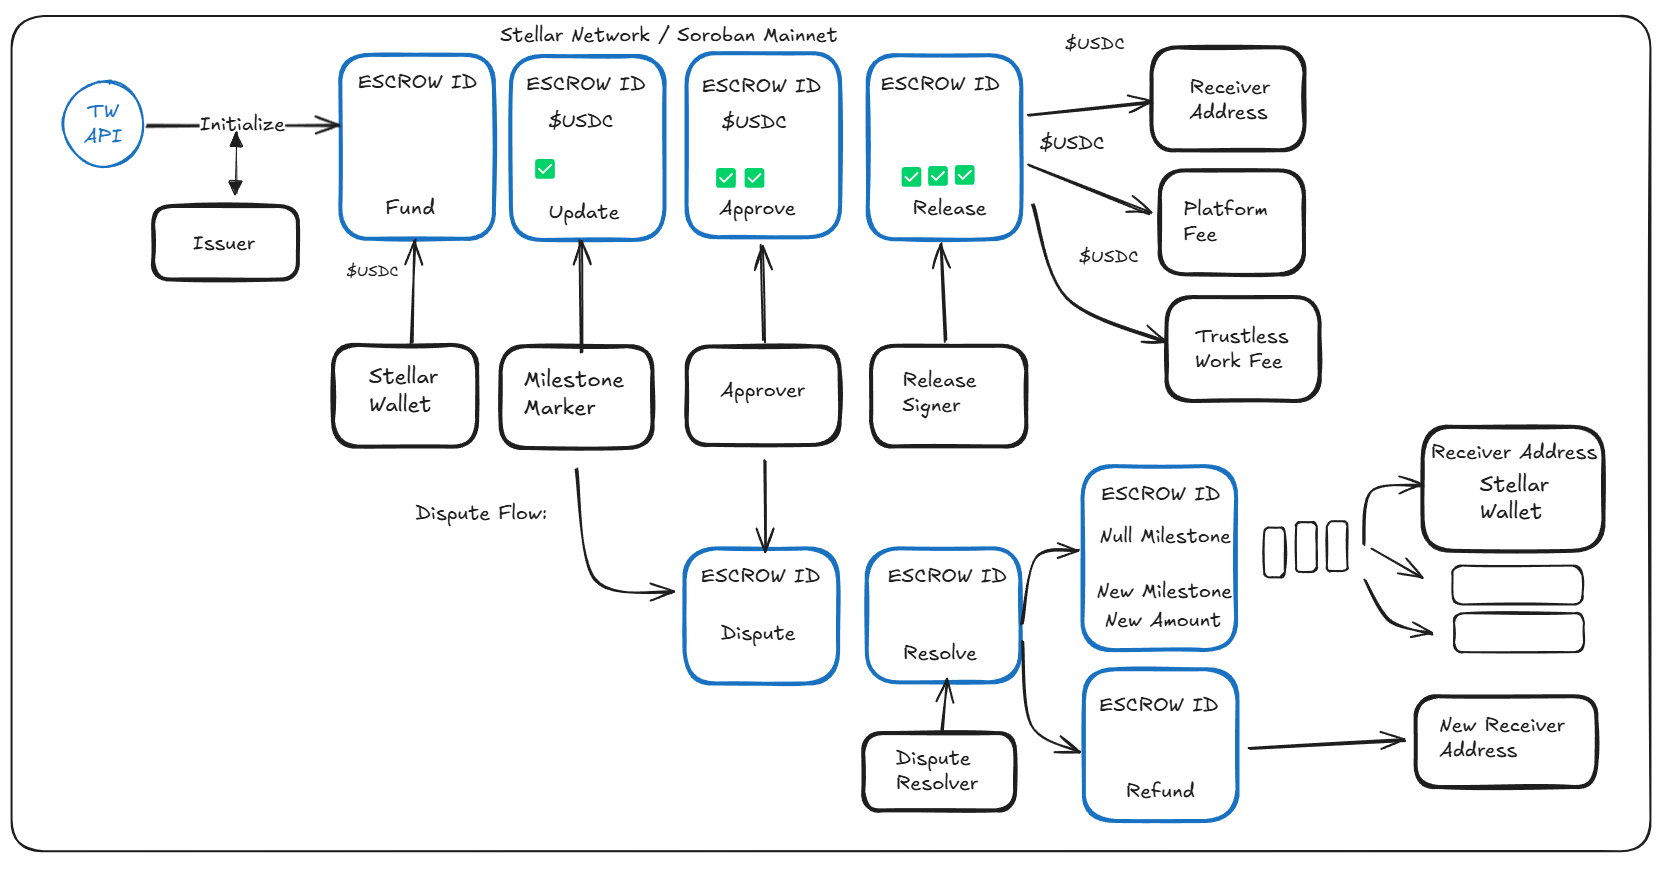 Stellar Network / Soroban Mainnet
TW
API
Initialize
Issuer
ESCROW ID
Fund
ESCROW ID
$USDC
Update
ESCROW ID
$USDC
Approve
ESCROW ID
Release
$USDC
Receiver
Address
$USDC
Platform
Fee
$USDC
Trustless
Work Fee
$USDC
Stellar
Wallet
Milestone
Marker
Approver
Release
Signer
Dispute Flow:
ESCROW ID
Dispute
ESCROW ID
Resolve
Dispute
Resolver
ESCROW ID
Null Milestone
New Milestone
New Amount
Receiver Address
Stellar
Wallet
ESCROW ID
Refund
New Receiver
Address